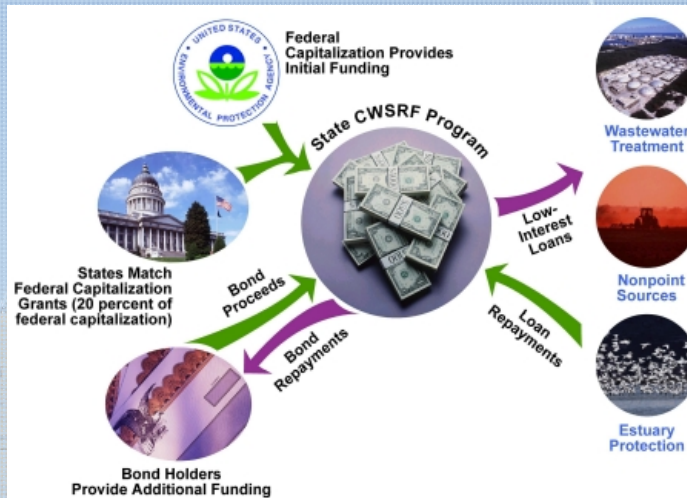 Federal
Capitalization Provides
Initial Funding
UNITED STATES
ENVIRONMENTAL PROTECTION AGENCY
State CWSRF Program
Wastewater
Treatment
States Match
Federal Capitalization
Grants (20 percent of
federal capitalization)
Low-
Interest
Loans
Nonpoint
Sources
Bond
Proceeds
Bond
Repayments
Loan
Repayments
Estuary
Protection
Bond Holders
Provide Additional Funding